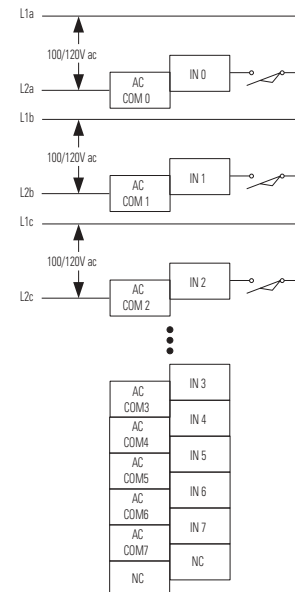 L1a
100/120V ac
L2a
AC
COM 0
IN 0
L1b
100/120V ac
L2b
AC
COM 1
IN 1
L1c
100/120V ac
L2c
AC
COM 2
IN 2
IN 3
AC
COM3
IN 4
AC
COM4
IN 5
AC
COM5
IN 6
AC
COM6
IN 7
AC
COM7
NC
NC